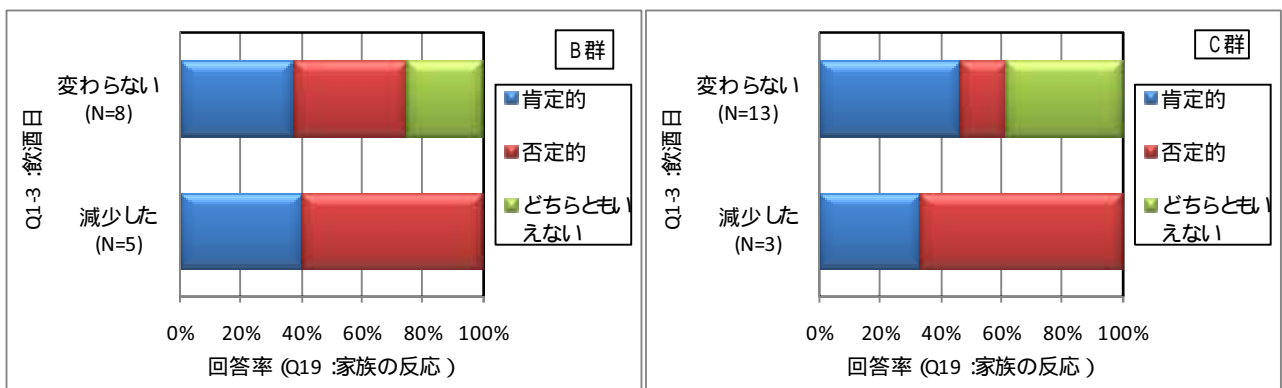 B群
変わらない
(N=8)
減少した
(N=5)
Q1-3 :飲酒日
肯定的
否定的
どちらともい
えない
0% 20% 40% 60% 80% 100%
回答率 (Q19 :家族の反応 )
C群
変わらない
(N=13)
減少した
(N=3)
Q1-3 :飲酒日
肯定的
否定的
どちらともい
えない
0% 20% 40% 60% 80% 100%
回答率 (Q19 :家族の反応 )